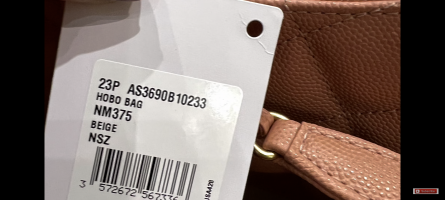 23P AS3690B10233
HOBO BAG
NM375
BEIGE
NSZ
3 572672 567336